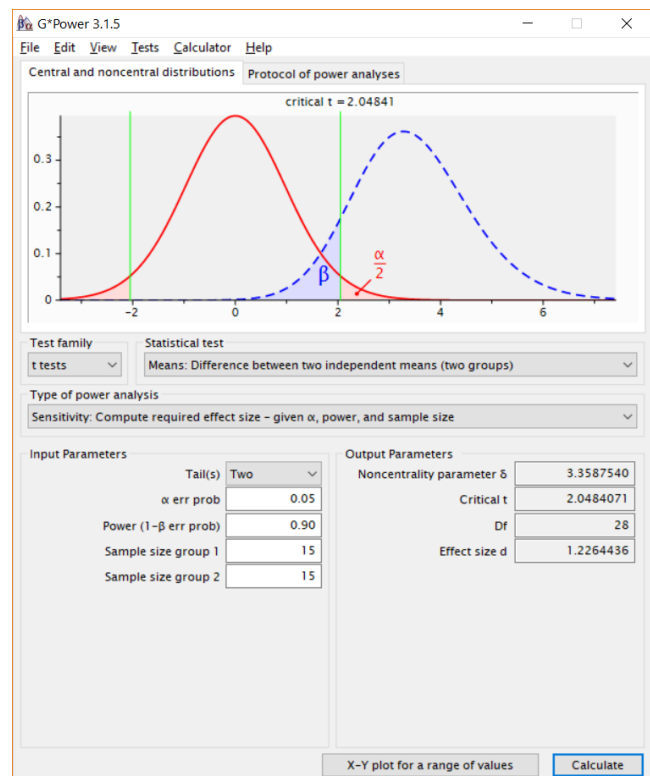 G*Power 3.1.5
File Edit View Tests Calculator Help
Central and noncentral distributions Protocol of power analyses
critical t = 2.04841
0.3
0.2
0.1
0
β
α
2
-2 0 2 4 6
Test family Statistical test
t tests Means: Difference between two independent means (two groups)
Type of power analysis
Sensitivity: Compute required effect size – given α, power, and sample size
Input Parameters Output Parameters
Tail(s) Two Noncentrality parameter δ 3.3587540
α err prob 0.05 Critical t 2.0484071
Power (1-β err prob) 0.90 Df 28
Sample size group 1 15 Effect size d 1.2264436
Sample size group 2 15
X-Y plot for a range of values Calculate